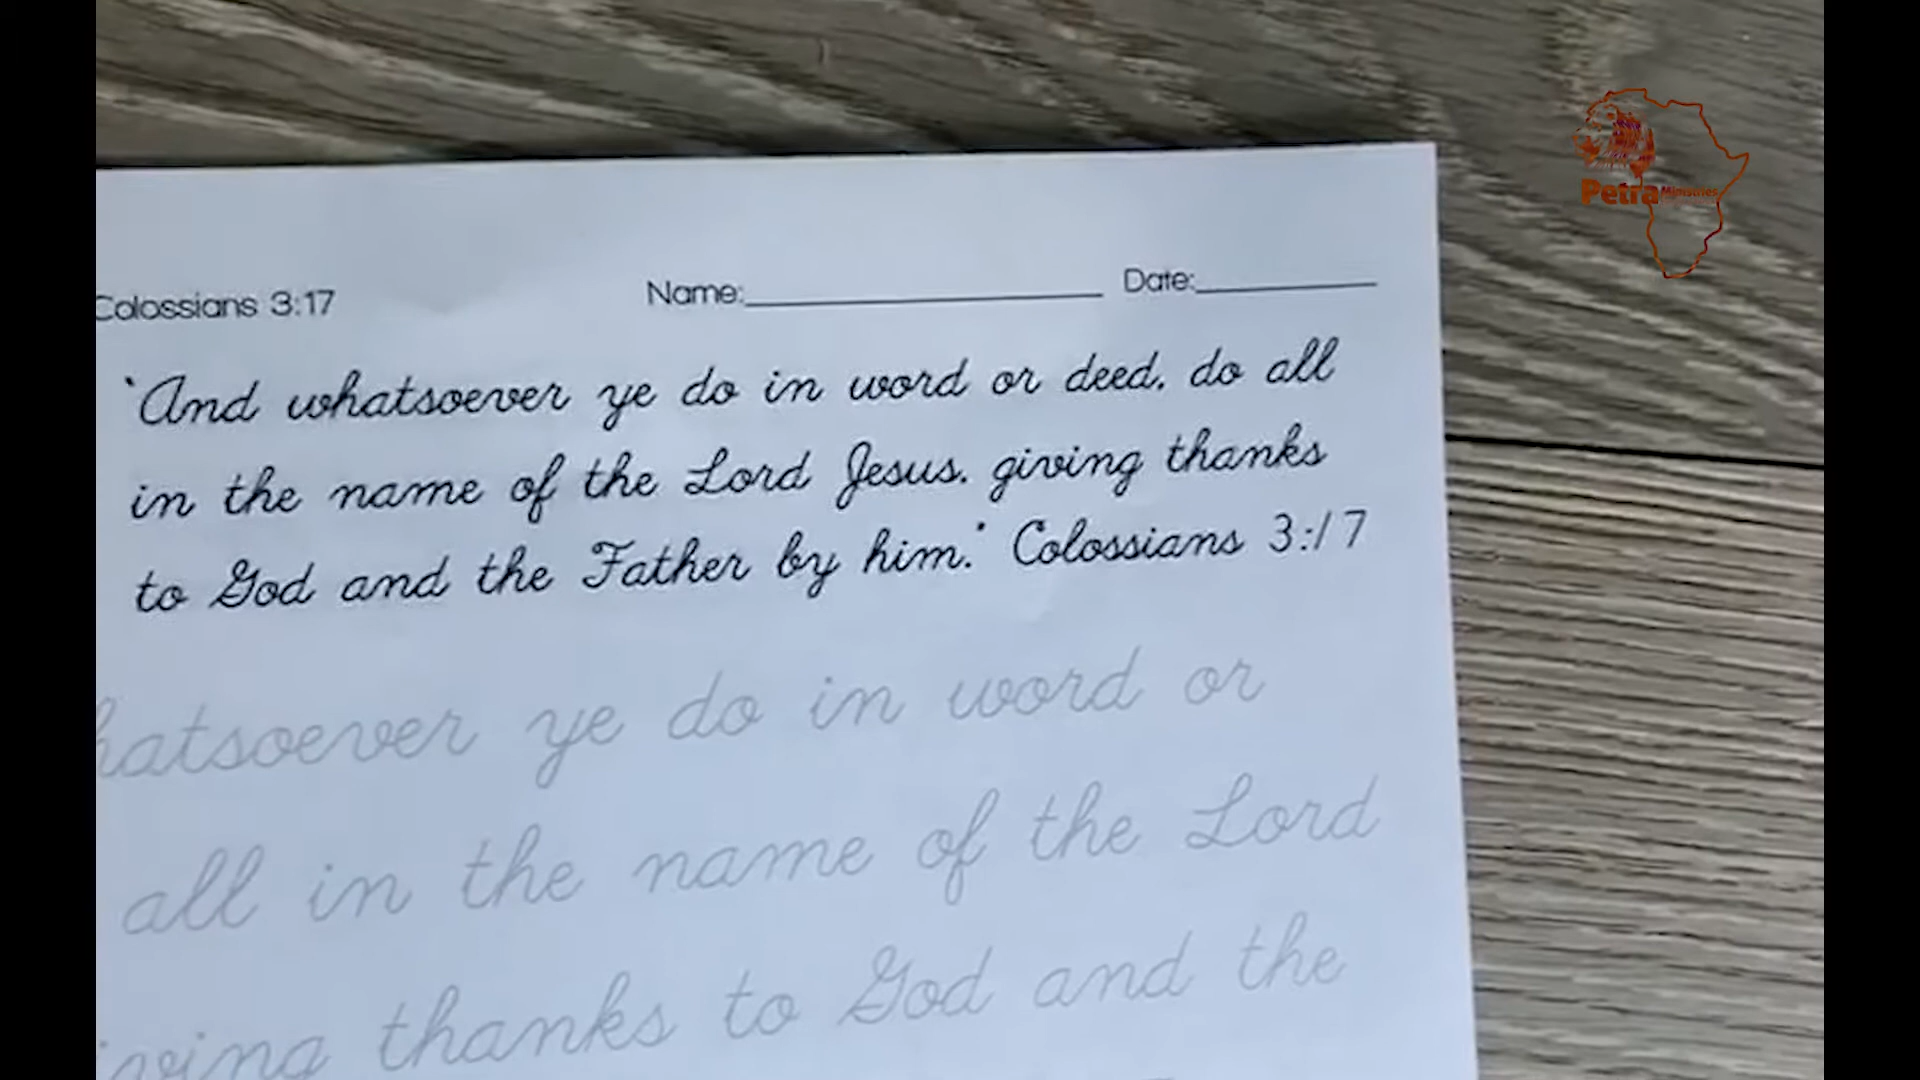 Petra Ministries
Colossians 3:17 Name: Date:
"And whatsoever ye do in word or deed, do all
in the name of the Lord Jesus, giving thanks
to God and the Father by him." Colossians 3:17
hatsoever ye do in word or
all in the name of the Lord
iving thanks to God and the